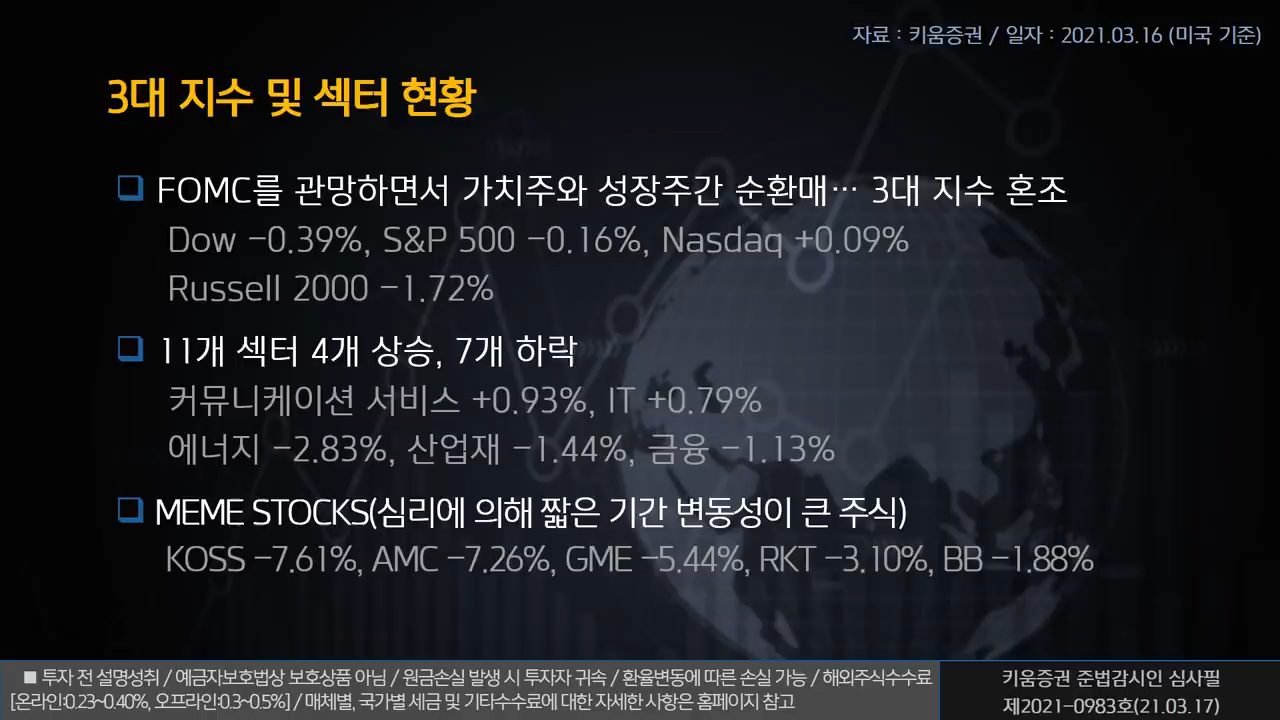 자료 : 키움증권 / 일자 : 2021.03.16 (미국 기준)
3대 지수 및 섹터 현황
❑ FOMC를 관망하면서 가치주와 성장주간 순환매… 3대 지수 혼조
Dow -0.39%, S&P 500 -0.16%, Nasdaq +0.09%
Russell 2000 -1.72%
❑ 11개 섹터 4개 상승, 7개 하락
커뮤니케이션 서비스 +0.93%, IT +0.79%
에너지 -2.83%, 산업재 -1.44%, 금융 -1.13%
❑ MEME STOCKS(심리에 의해 짧은 기간 변동성이 큰 주식)
KOSS -7.61%, AMC -7.26%, GME -5.44%, RKT -3.10%, BB -1.88%
■ 투자 전 설명성취 / 예금자보호법상 보호상품 아님 / 원금손실 발생 시 투자자 귀속 / 환율변동에 따른 손실 가능 / 해외주식수수료
[온라인:0.23~0.40%, 오프라인:0.3~0.5%] / 매체별, 국가별 세금 및 기타수수료에 대한 자세한 사항은 홈페이지 참고
키움증권 준법감시인 심사필
제2021-0983호(21.03.17)